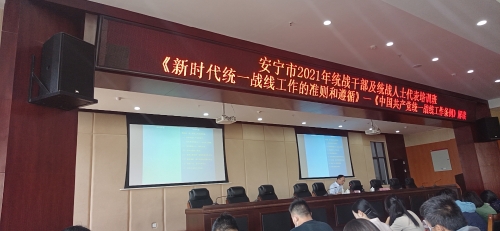 安宁市2021年统战干部及统战人士代表培训班
《新时代统一战线工作的准则和遵循》—《中国共产党统一战线工作条例》解读